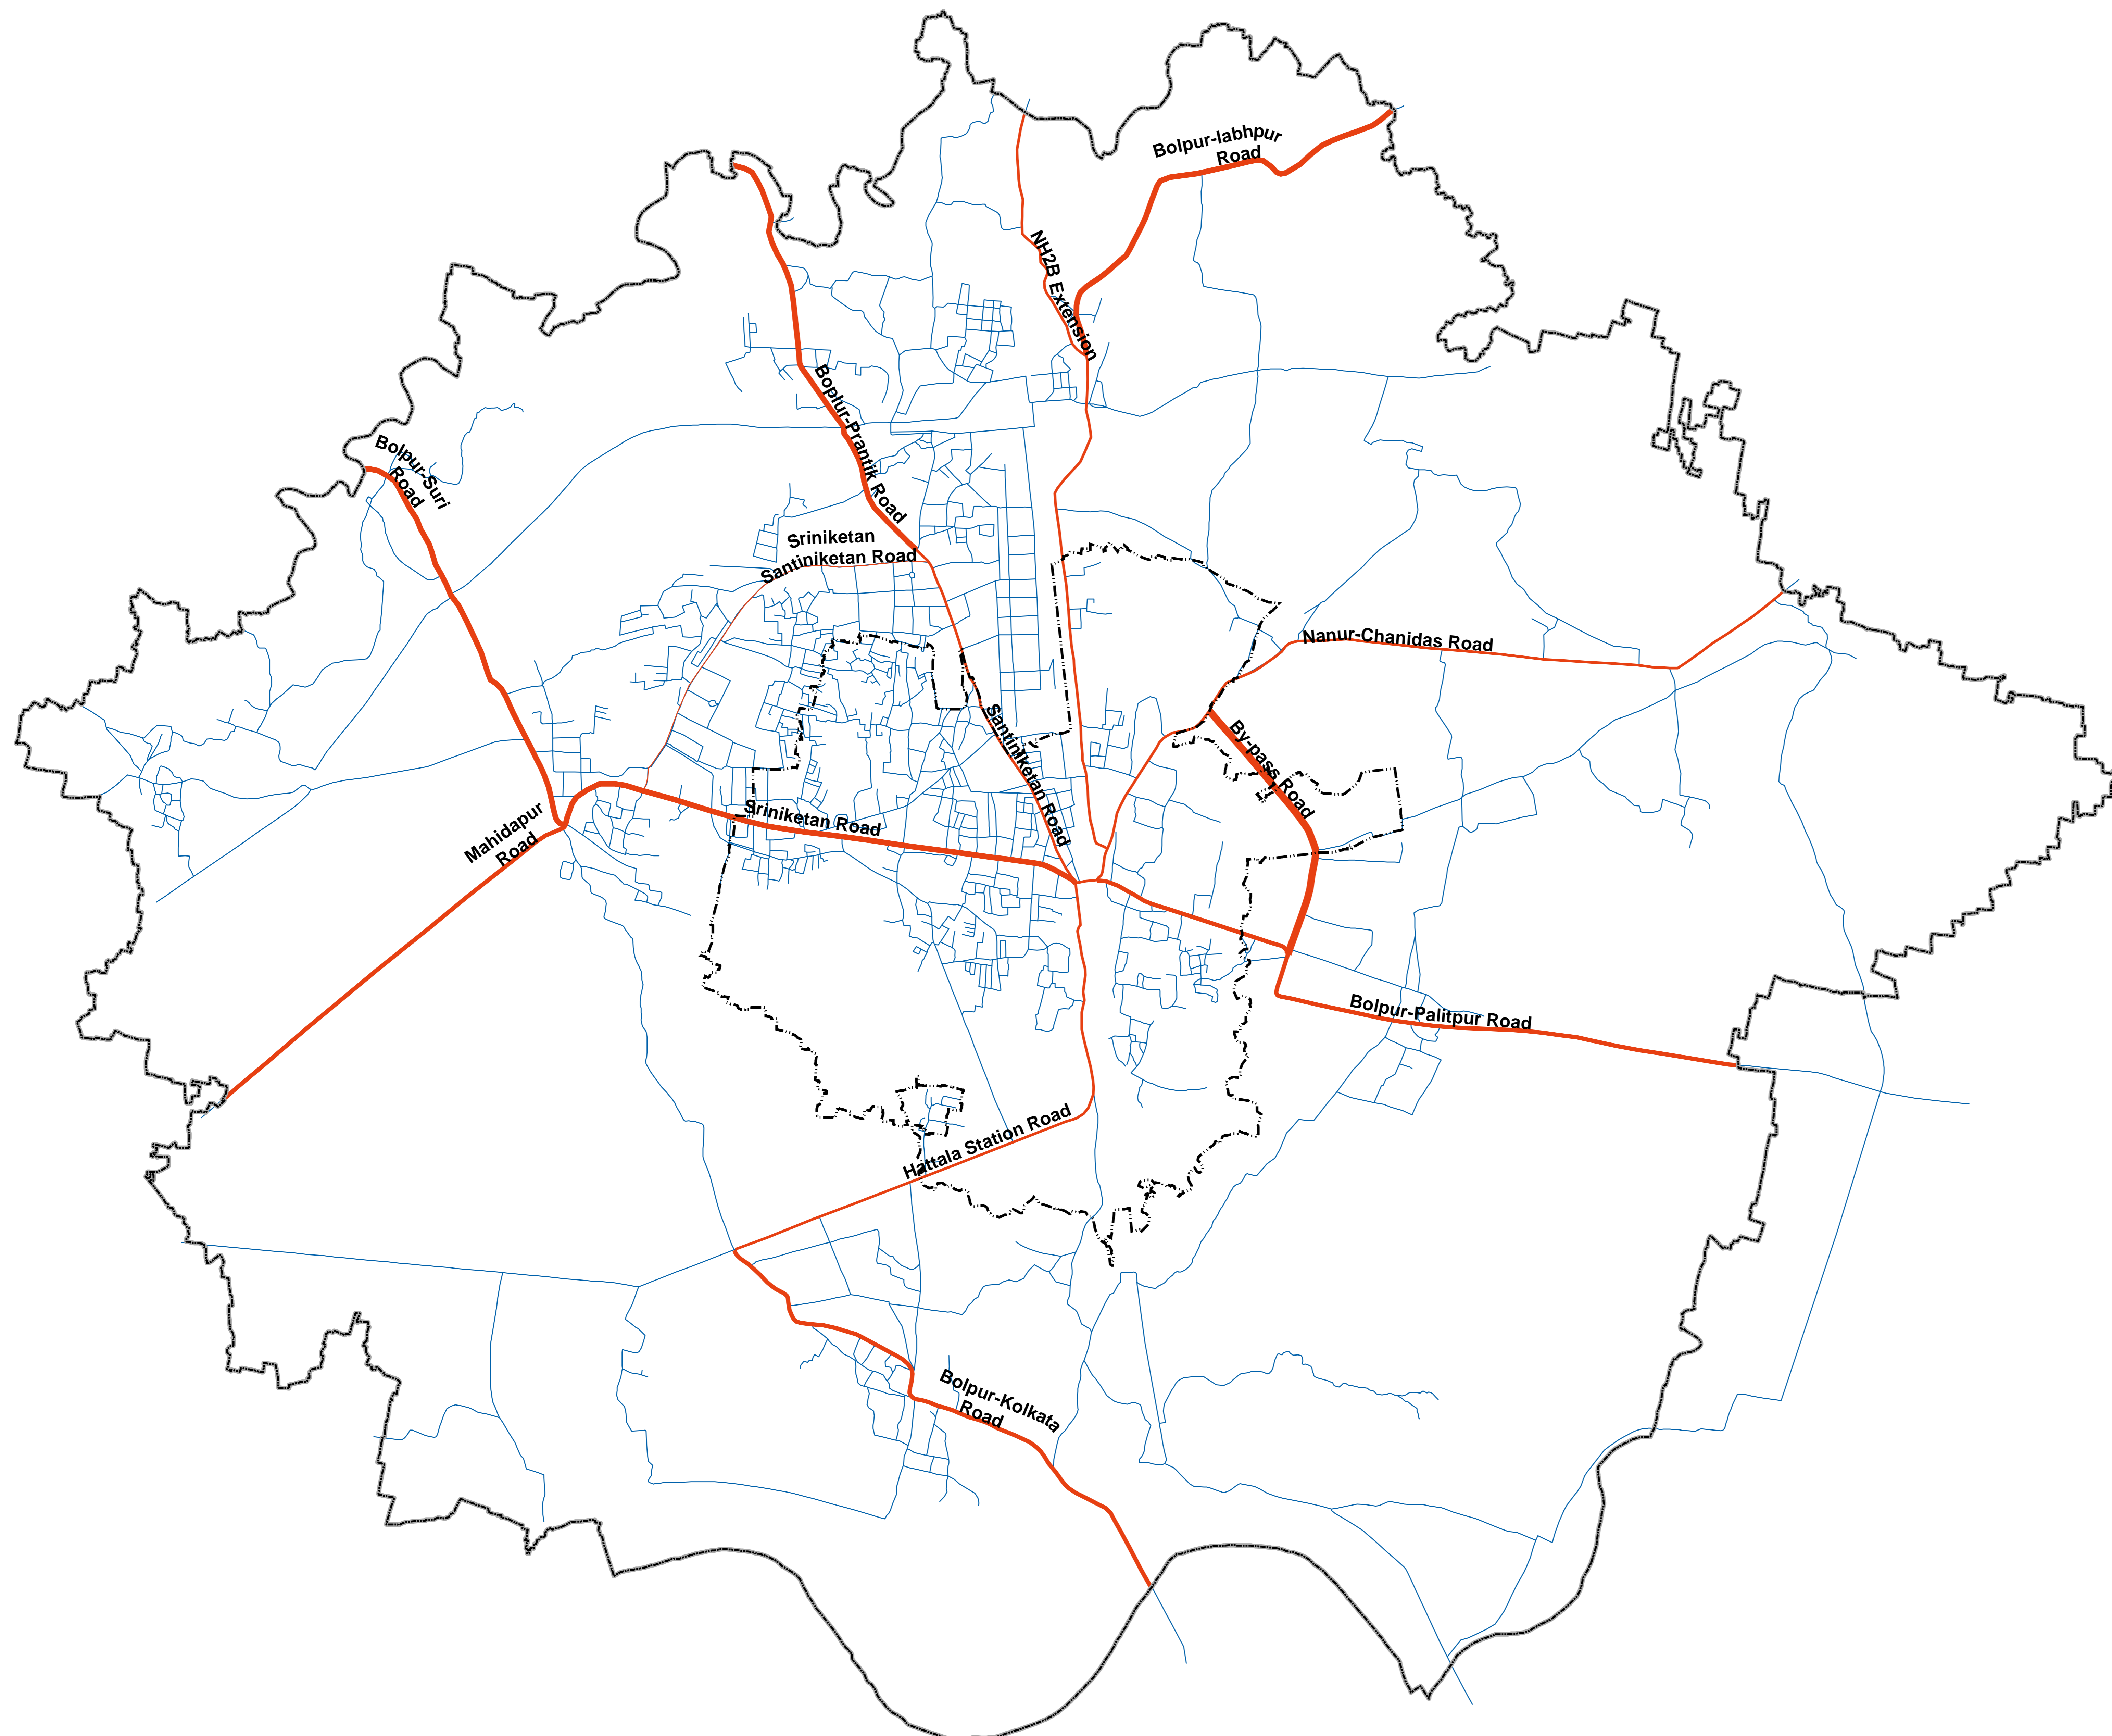 Bolpur-labhpur
Road
NH2B Extension
Boplur-Prantik Road
Bolpur-Suri
Road
Sriniketan
Santiniketan Road
Nanur-Chanidas Road
Santiniketan Road
By-pass Road
Mahidapur
Road
Sriniketan Road
Bolpur-Palitpur Road
Hattala Station Road
Bolpur-Kolkata
Road